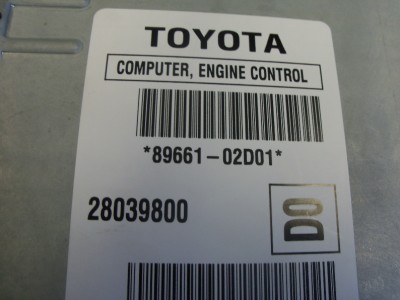 TOYOTA
COMPUTER, ENGINE CONTROL
*89661-02D01*
28039800
DO